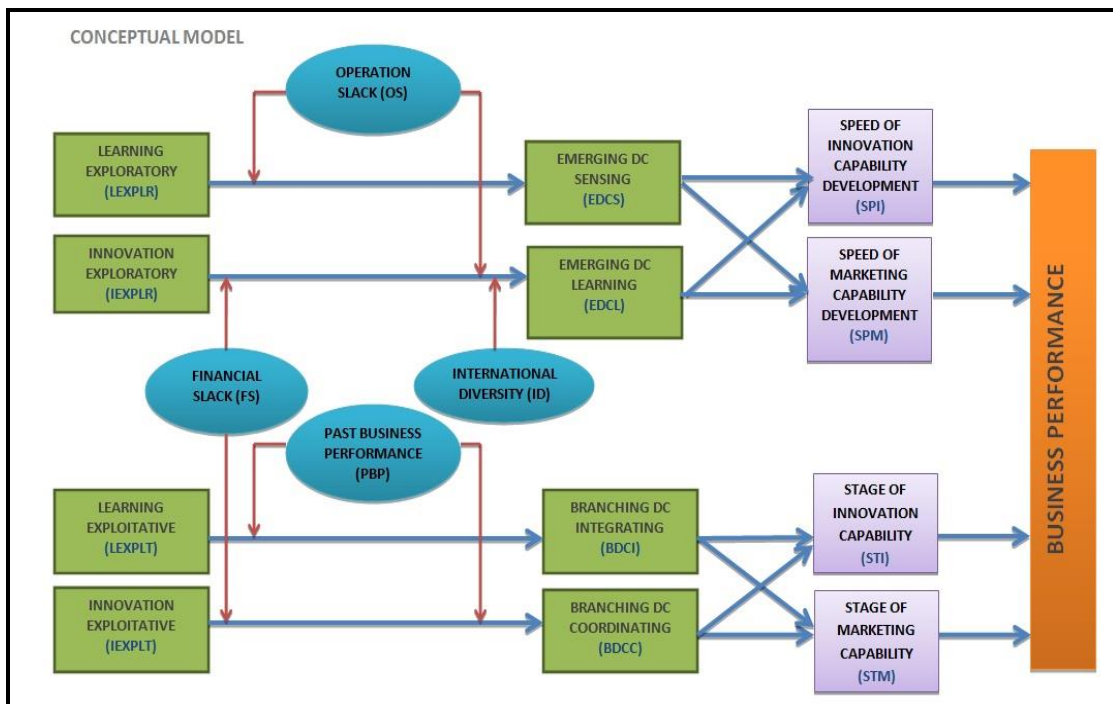 CONCEPTUAL MODEL
OPERATION
SLACK (OS)
LEARNING
EXPLORATORY
(LEXPLR)
EMERGING DC
SENSING
(EDCS)
SPEED OF
INNOVATION
CAPABILITY
DEVELOPMENT
(SPI)
INNOVATION
EXPLORATORY
(IEXPLR)
EMERGING DC
LEARNING
(EDCL)
SPEED OF
MARKETING
CAPABILITY
DEVELOPMENT
(SPM)
FINANCIAL
SLACK (FS)
INTERNATIONAL
DIVERSITY (ID)
PAST BUSINESS
PERFORMANCE
(PBP)
LEARNING
EXPLOITATIVE
(LEXPLT)
BRANCHING DC
INTEGRATING
(BDCI)
STAGE OF
INNOVATION
CAPABILITY
(STI)
INNOVATION
EXPLOITATIVE
(IEXPLT)
BRANCHING DC
COORDINATING
(BDCC)
STAGE OF
MARKETING
CAPABILITY
(STM)
BUSINESS PERFORMANCE